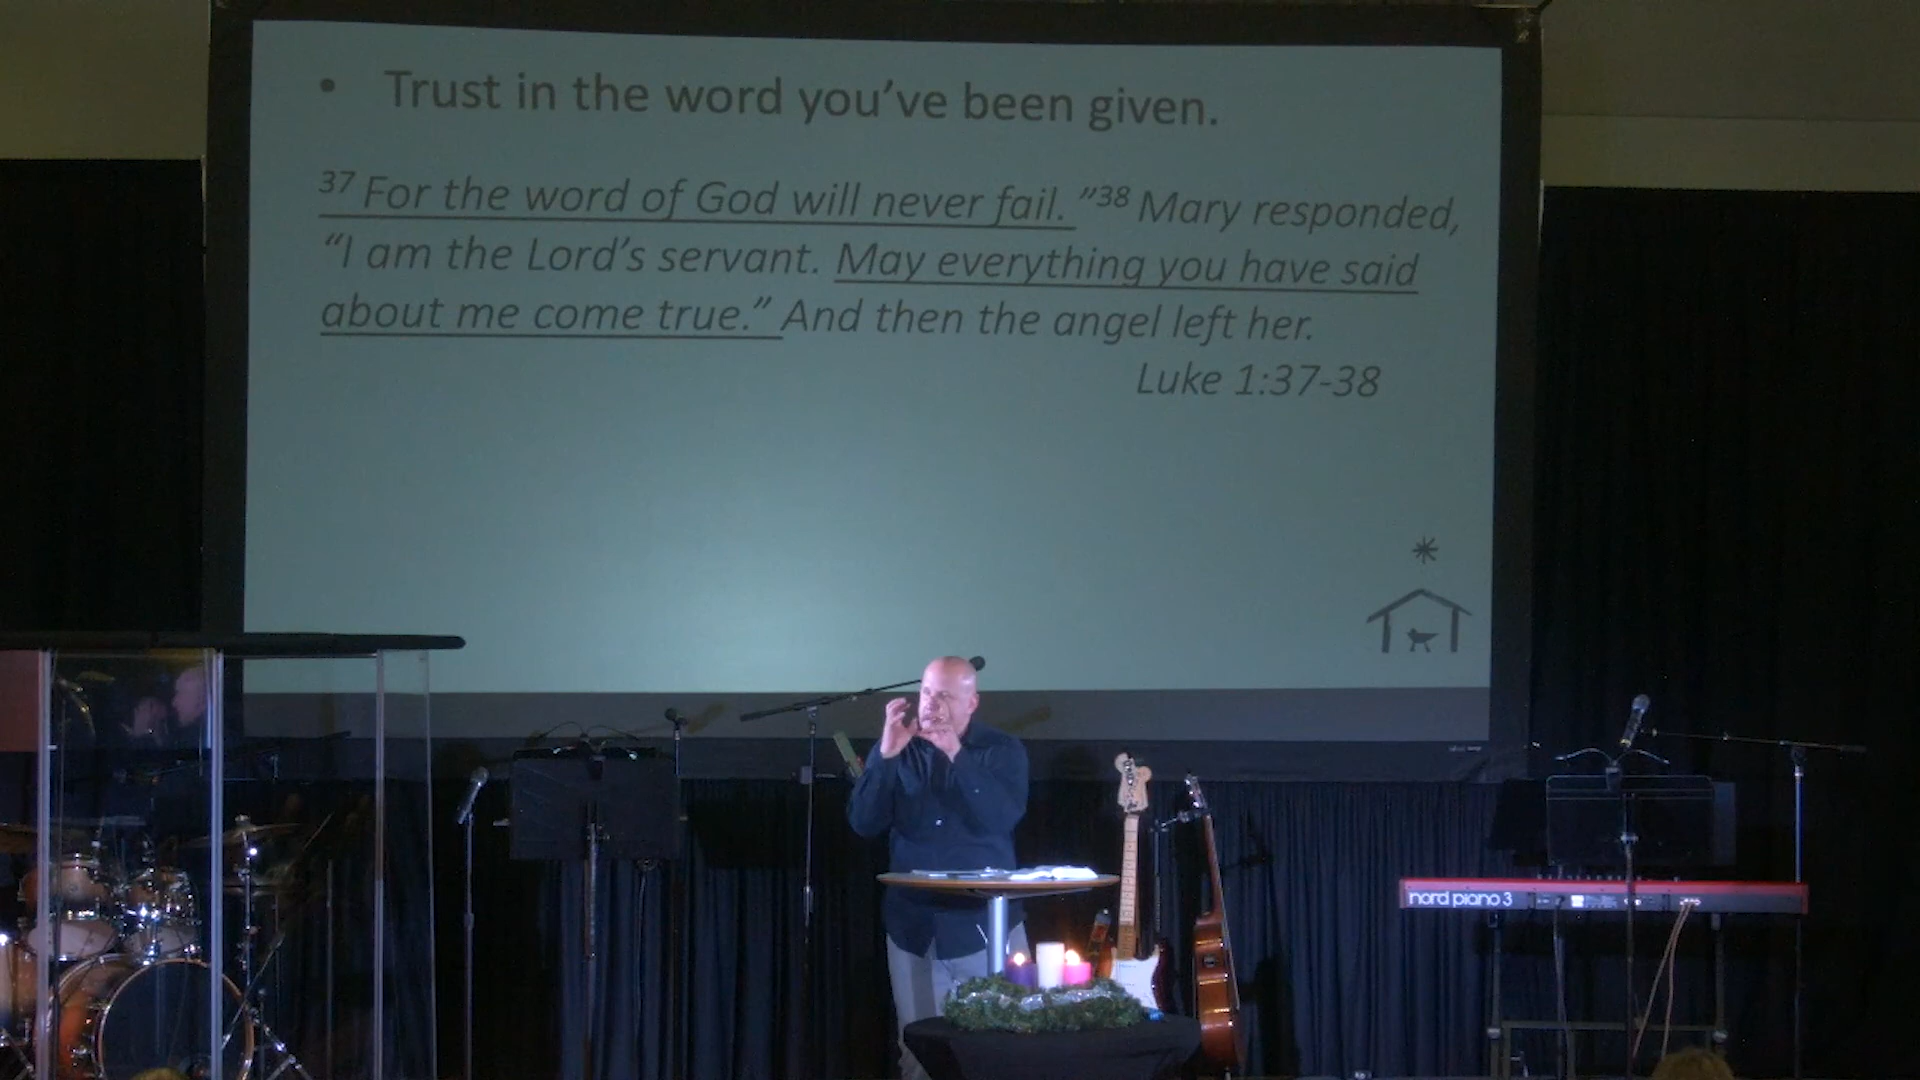 • Trust in the word you've been given.
37 For the word of God will never fail. "38 Mary responded,
"I am the Lord's servant. May everything you have said
about me come true." And then the angel left her.
Luke 1:37-38
nord piano 3